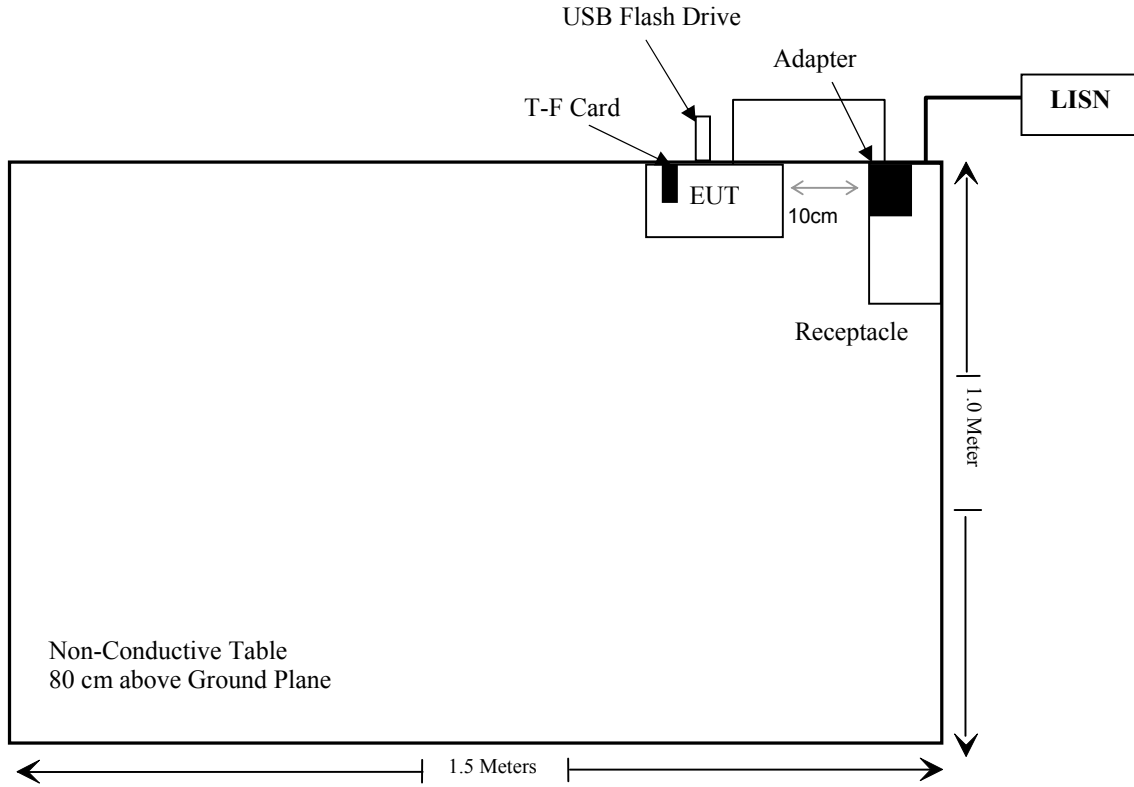 USB Flash Drive
Adapter
LISN
T-F Card
EUT
10cm
Receptacle
1.0 Meter
Non-Conductive Table
80 cm above Ground Plane
1.5 Meters